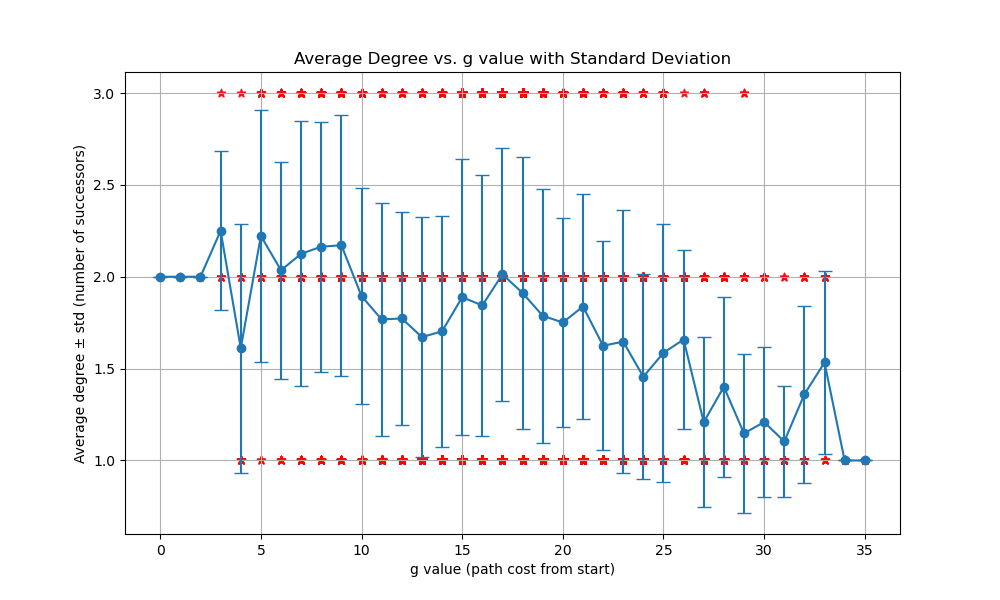 Average Degree vs. g value with Standard Deviation
Average degree ± std (number of successors)
3.0
2.5
2.0
1.5
1.0
0 5 10 15 20 25 30 35
g value (path cost from start)